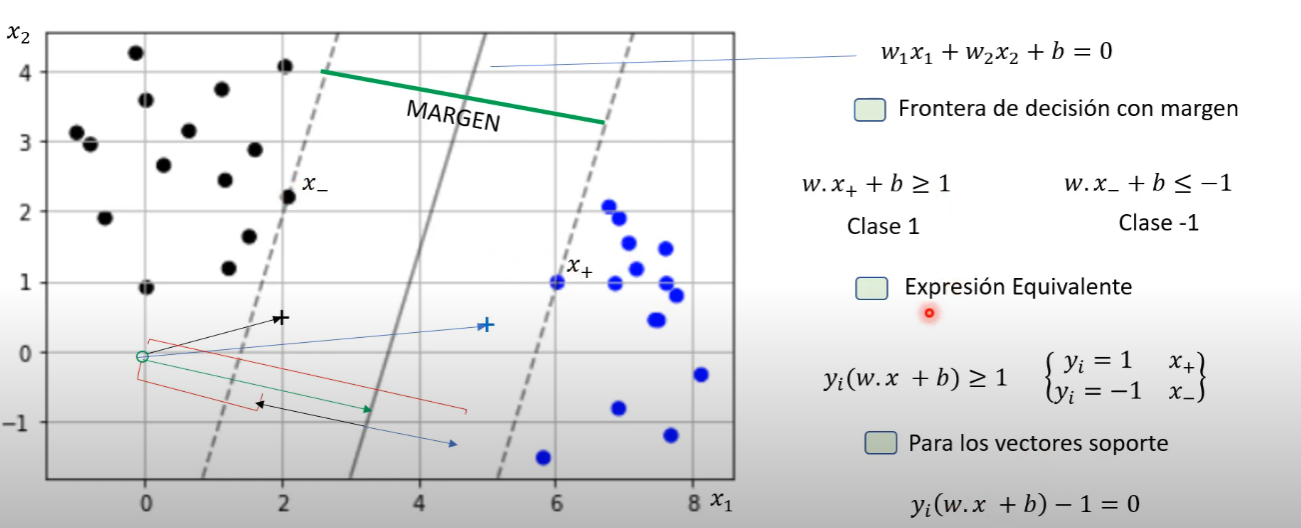 x₂
4
3
2
1
0
−1
0
2
4
6
8
x₁
MARGEN
x₋
x₊
w₁x₁ + w₂x₂ + b = 0
Frontera de decisión con margen
w.x₊ + b ≥ 1
w.x₋ + b ≤ −1
Clase 1
Clase -1
Expresión Equivalente
yᵢ(w.x + b) ≥ 1
{yᵢ = 1 x₊}
{yᵢ = −1 x₋}
Para los vectores soporte
yᵢ(w.x + b) − 1 = 0